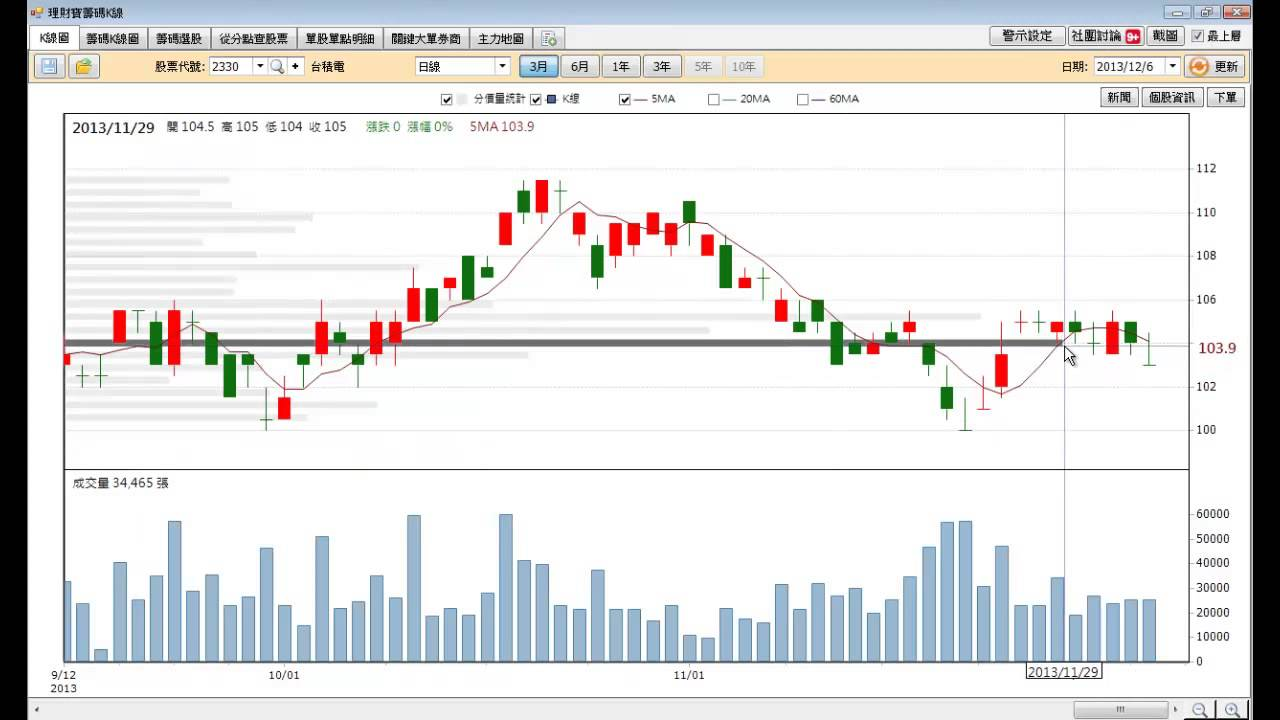 理財寶籌碼K線
K線圖 籌碼K線圖 籌碼選股 從分點查股票 單股單點明細 關鍵大單券商 主力地圖 警示設定 社團討論 9+ 截圖 最上層
股票代號: 2330 台積電 日線 3月 6月 1年 3年 5年 10年 日期: 2013/12/6 更新
分價量統計 K線 5MA 20MA 60MA 新聞 個股資訊 下單
2013/11/29 開 104.5 高 105 低 104 收 105 漲跌 0 漲幅 0% 5MA 103.9
112
110
108
106
103.9
102
100
成交量 34,465 張
60000
50000
40000
30000
20000
10000
0
9/12 10/01 11/01 2013/11/29
2013